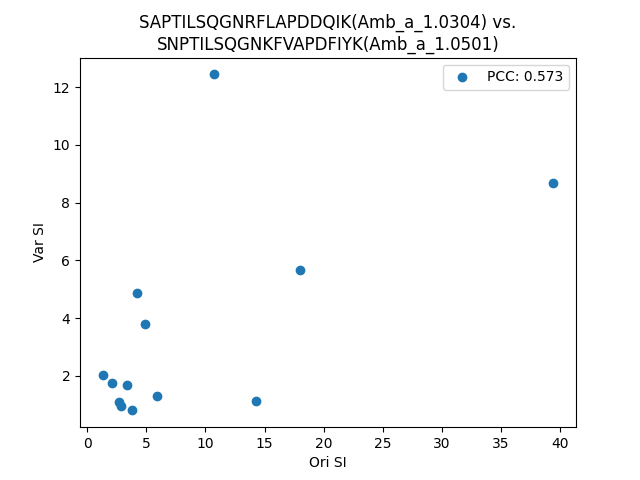 SAPTILSQGNRFLAPDDQIK(Amb_a_1.0304) vs.
SNPTILSQGNKFVAPDFIYK(Amb_a_1.0501)
PCC: 0.573
12
10
8
6
4
2
Var SI
0 5 10 15 20 25 30 35 40
Ori SI